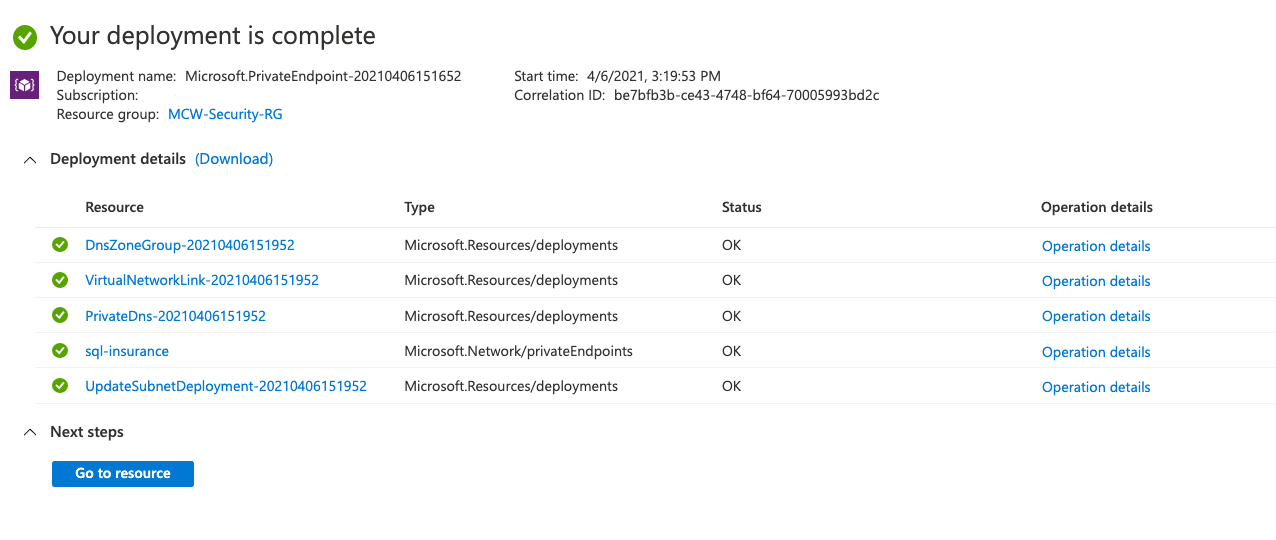 Your deployment is complete
Deployment name: Microsoft.PrivateEndpoint-20210406151652 Start time: 4/6/2021, 3:19:53 PM
Subscription: Correlation ID: be7bfb3b-ce43-4748-bf64-70005993bd2c
Resource group: MCW-Security-RG
Deployment details (Download)
Resource Type Status Operation details
DnsZoneGroup-20210406151952 Microsoft.Resources/deployments OK Operation details
VirtualNetworkLink-20210406151952 Microsoft.Resources/deployments OK Operation details
PrivateDns-20210406151952 Microsoft.Resources/deployments OK Operation details
sql-insurance Microsoft.Network/privateEndpoints OK Operation details
UpdateSubnetDeployment-20210406151952 Microsoft.Resources/deployments OK Operation details
Next steps
Go to resource